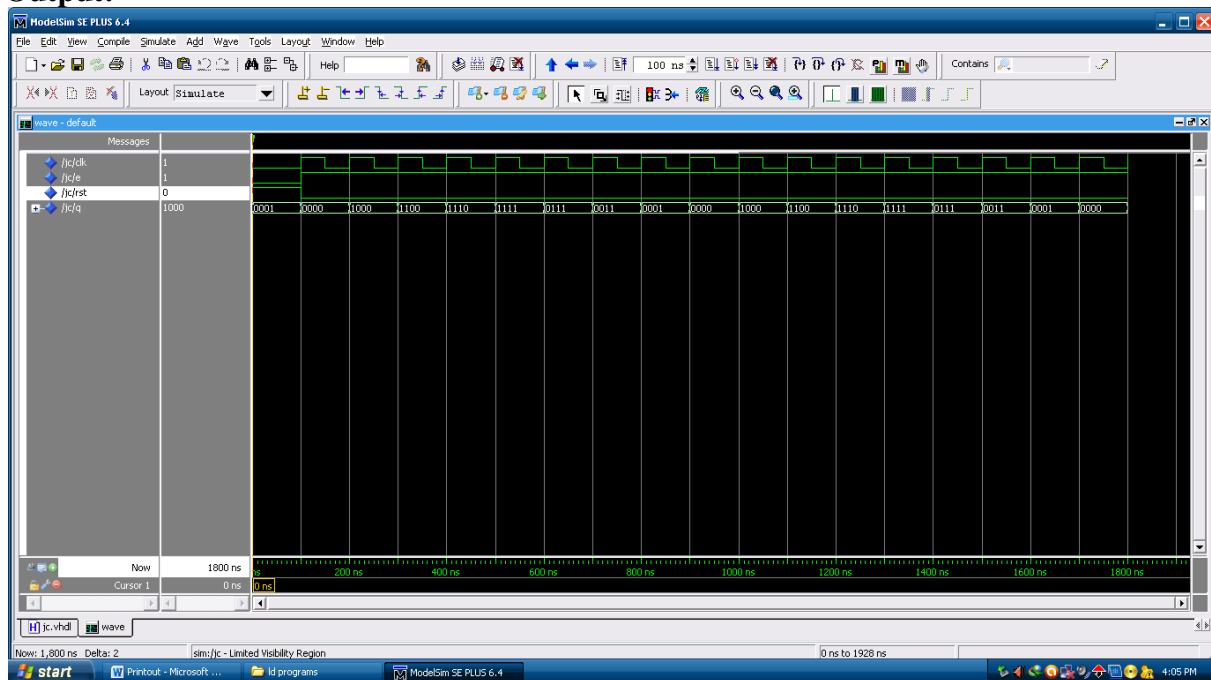 Output:
ModelSim SE PLUS 6.4
File Edit View Compile Simulate Add Wave Tools Layout Window Help
Help 100 ns Contains
Layout Simulate
wave - default
Messages
/jc/clk 1
/jc/e 1
/jc/rst 0
/jc/q 1000 0001 0000 1000 1100 1110 1111 0111 0011 0001 0000 1000 1100 1110 1111 0111 0011 0001 0000
Now 1800 ns ns 200 ns 400 ns 600 ns 800 ns 1000 ns 1200 ns 1400 ns 1600 ns 1800 ns
Cursor 1 0 ns 0 ns
jc.vhdl wave
Now: 1,800 ns Delta: 2 sim:/jc - Limited Visibility Region 0 ns to 1928 ns
start Printout - Microsoft ... ld programs ModelSim SE PLUS 6.4 4:05 PM